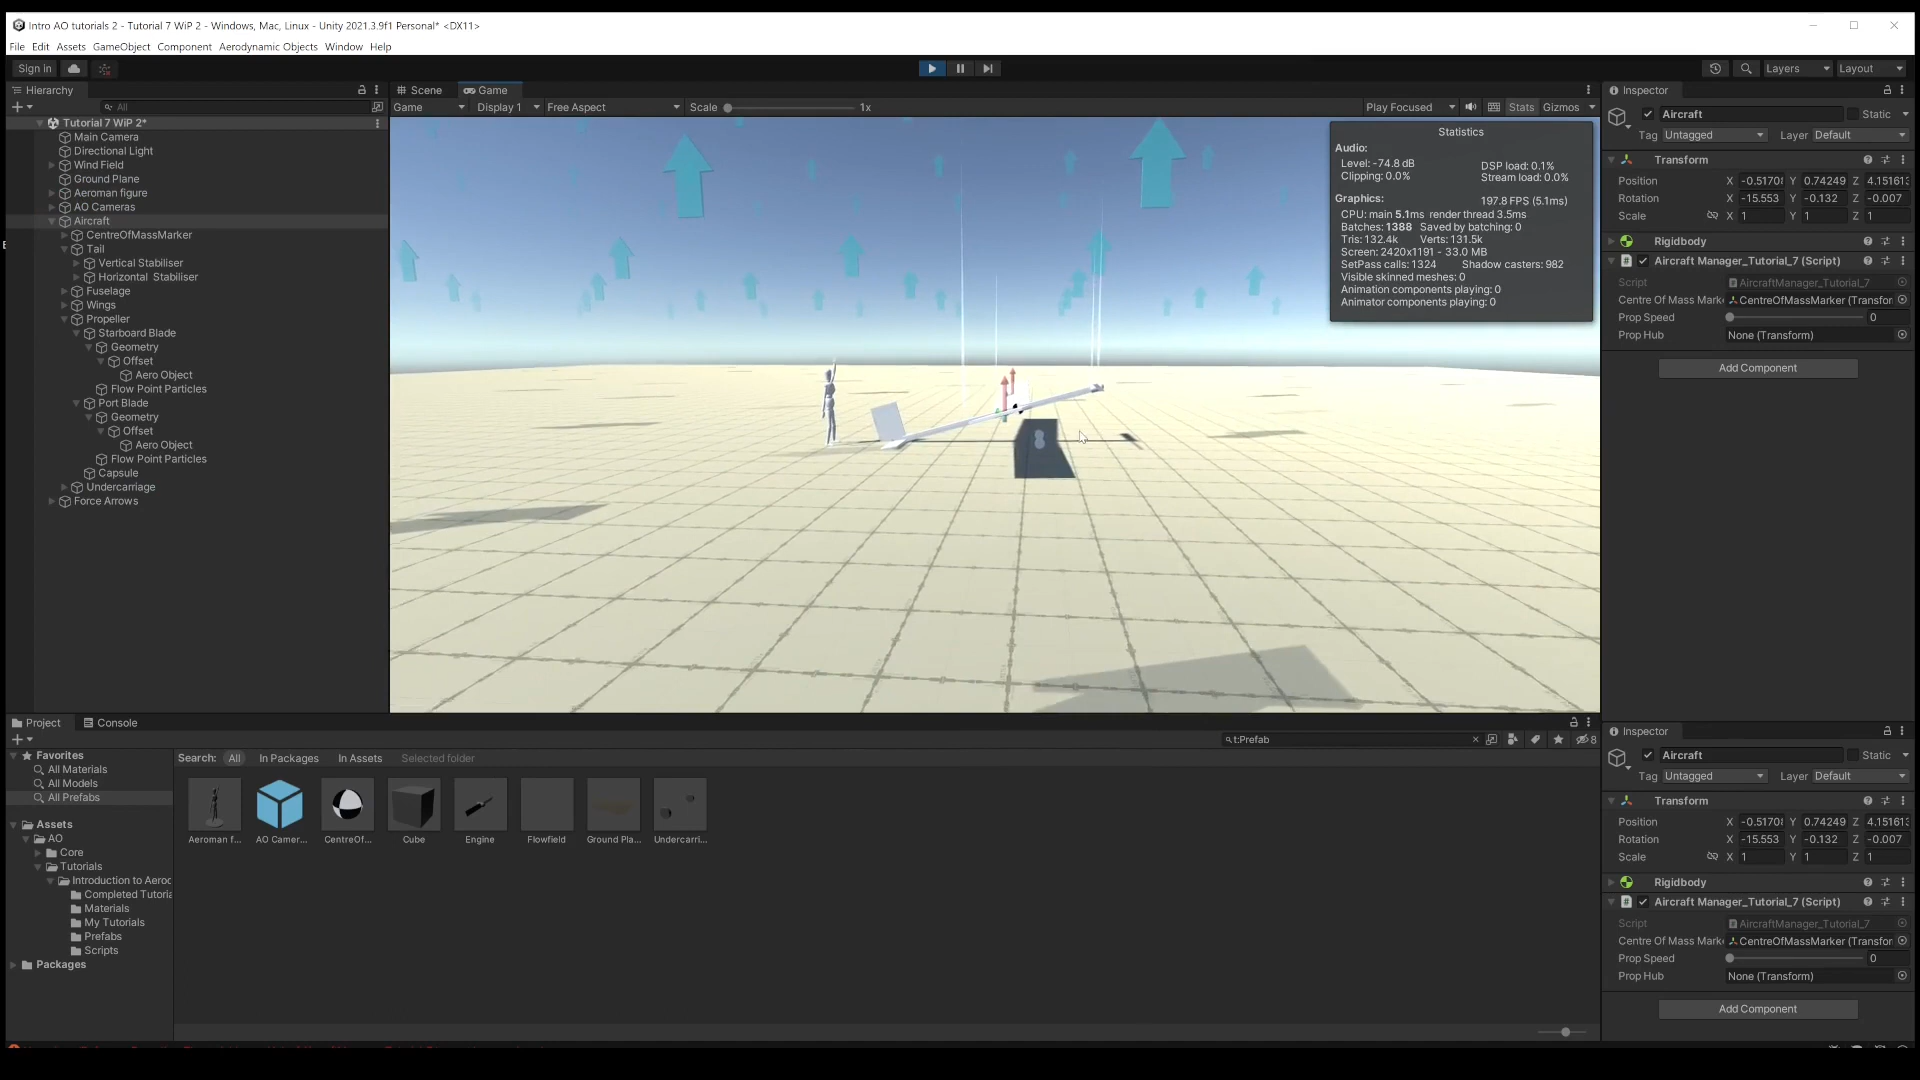 Intro AO tutorials 2 - Tutorial 7 WiP 2 - Windows, Mac, Linux - Unity 2021.3.9f1 Personal* <DX11>
File Edit Assets GameObject Component Aerodynamic Objects Window Help
Sign in
Layers
Layout
Hierarchy
All
Tutorial 7 WiP 2*
Main Camera
Directional Light
Wind Field
Ground Plane
Aeroman figure
AO Cameras
Aircraft
CentreOfMassMarker
Tail
Vertical Stabiliser
Horizontal Stabiliser
Fuselage
Wings
Propeller
Starboard Blade
Geometry
Offset
Aero Object
Flow Point Particles
Port Blade
Geometry
Offset
Aero Object
Flow Point Particles
Capsule
Undercarriage
Force Arrows
Scene Game
Game Display 1 Free Aspect Scale 1x Play Focused Stats Gizmos
Statistics
Audio:
Level: -74.8 dB DSP load: 0.1%
Clipping: 0.0% Stream load: 0.0%
Graphics: 197.8 FPS (5.1ms)
CPU: main 5.1ms render thread 3.5ms
Batches: 1388 Saved by batching: 0
Tris: 132.4k Verts: 131.5k
Screen: 2420x1191 - 33.0 MB
SetPass calls: 1324 Shadow casters: 982
Visible skinned meshes: 0
Animation components playing: 0
Animator components playing: 0
Inspector
Aircraft Static
Tag Untagged Layer Default
Transform
Position X -0.5170 Y 0.74249 Z 4.15161
Rotation X -15.553 Y -0.132 Z -0.007
Scale X 1 Y 1 Z 1
Rigidbody
Aircraft Manager_Tutorial_7 (Script)
Script AircraftManager_Tutorial_7
Centre Of Mass Mark CentreOfMassMarker (Transfor
Prop Speed 0
Prop Hub None (Transform)
Add Component
Project Console
t:Prefab
8
Favorites
All Materials
All Models
All Prefabs
Assets
AO
Core
Tutorials
Introduction to Aeroc
Completed Tutoria
Materials
My Tutorials
Prefabs
Scripts
Packages
Search: All In Packages In Assets Selected folder
Aeroman f... AO Camer... CentreOf... Cube Engine Flowfield Ground Pla... Undercarri...
Inspector
Aircraft Static
Tag Untagged Layer Default
Transform
Position X -0.5170 Y 0.74249 Z 4.15161
Rotation X -15.553 Y -0.132 Z -0.007
Scale X 1 Y 1 Z 1
Rigidbody
Aircraft Manager_Tutorial_7 (Script)
Script AircraftManager_Tutorial_7
Centre Of Mass Mark CentreOfMassMarker (Transfor
Prop Speed 0
Prop Hub None (Transform)
Add Component